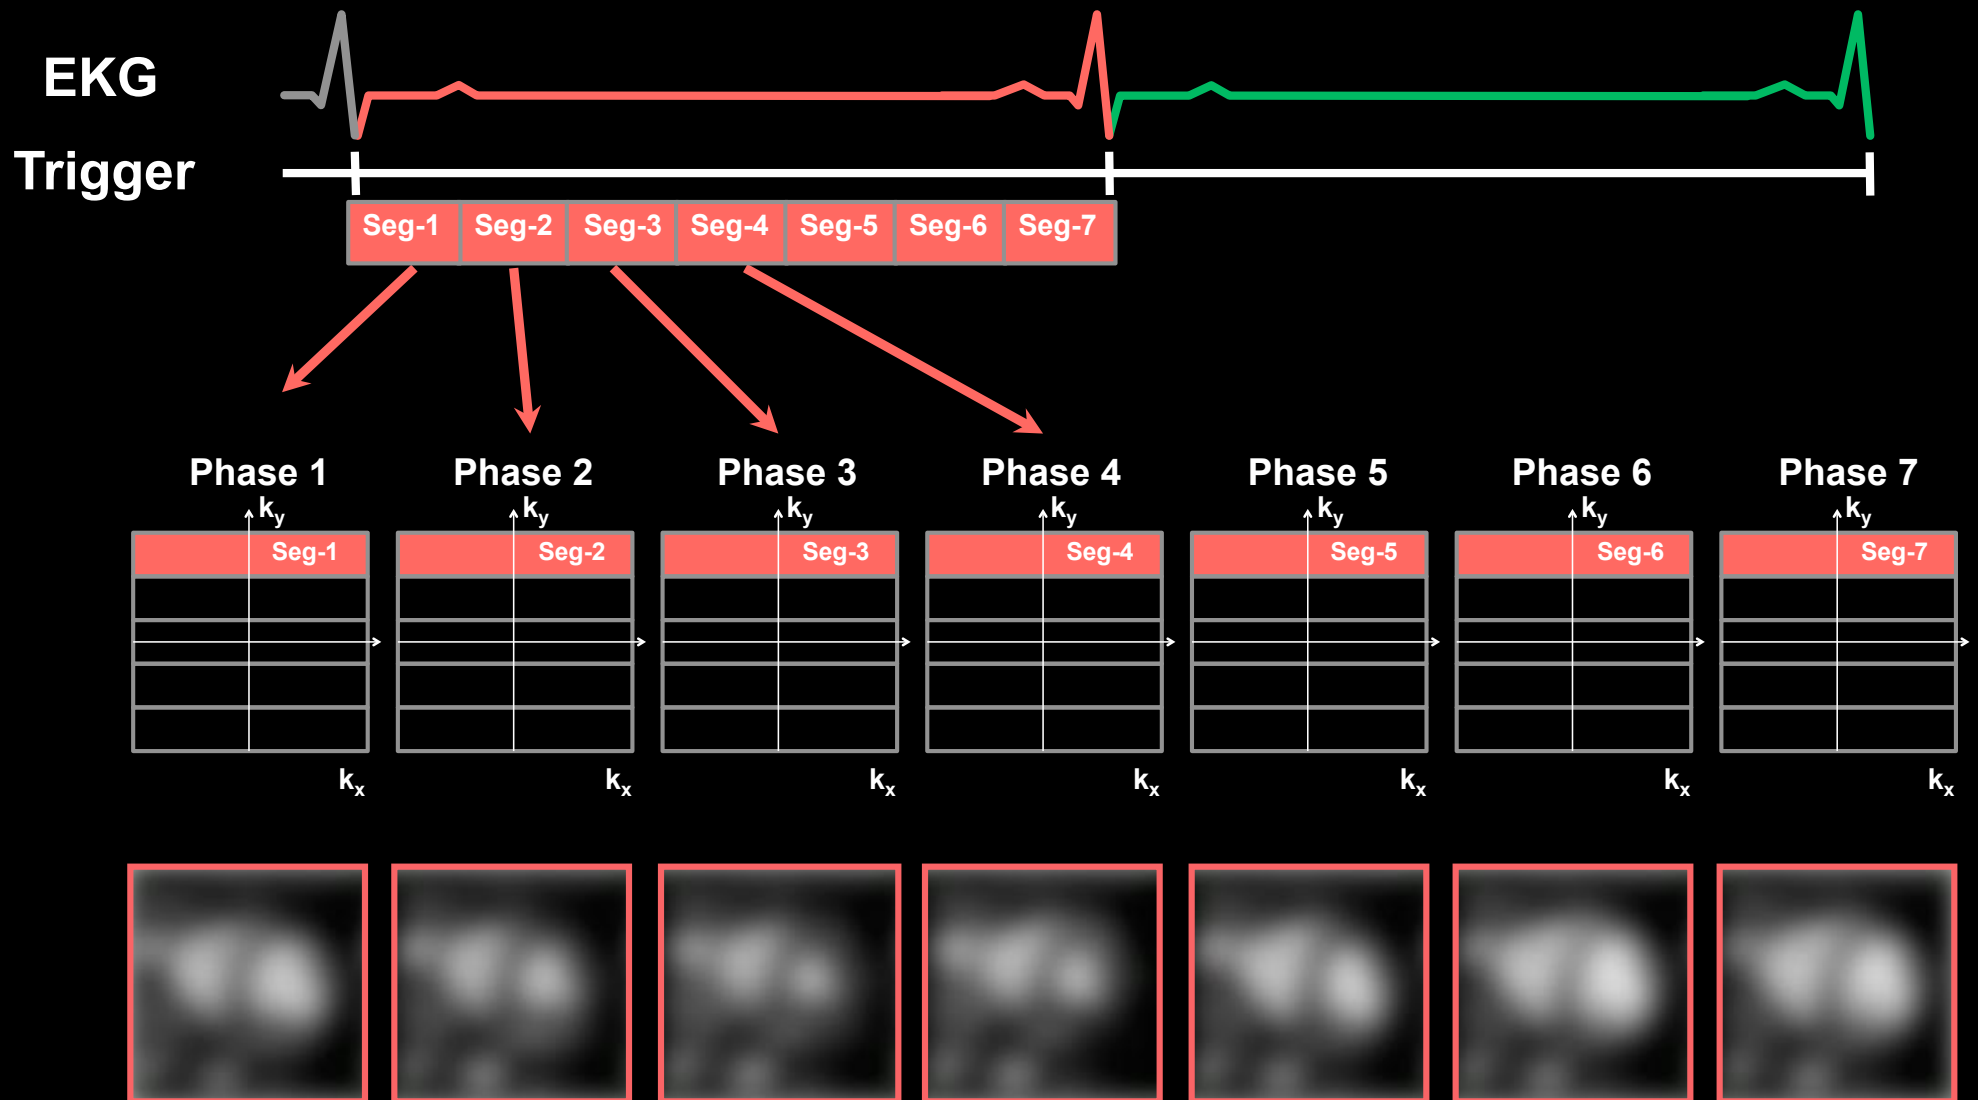 EKG
Trigger
Seg-1 Seg-2 Seg-3 Seg-4 Seg-5 Seg-6 Seg-7
Phase 1 Phase 2 Phase 3 Phase 4 Phase 5 Phase 6 Phase 7
ky ky ky ky ky ky ky
Seg-1 Seg-2 Seg-3 Seg-4 Seg-5 Seg-6 Seg-7
kx kx kx kx kx kx kx